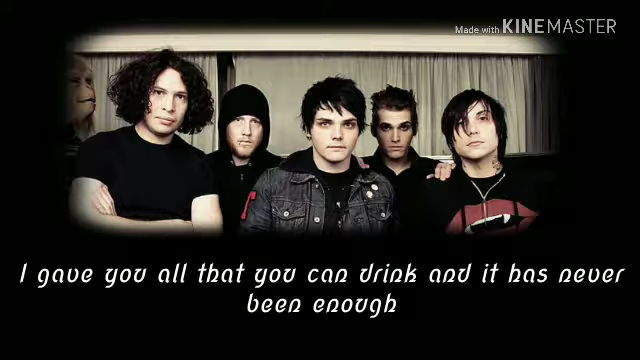 Made with KINEMASTER
I gave you all that you can drink and it has never
been enough